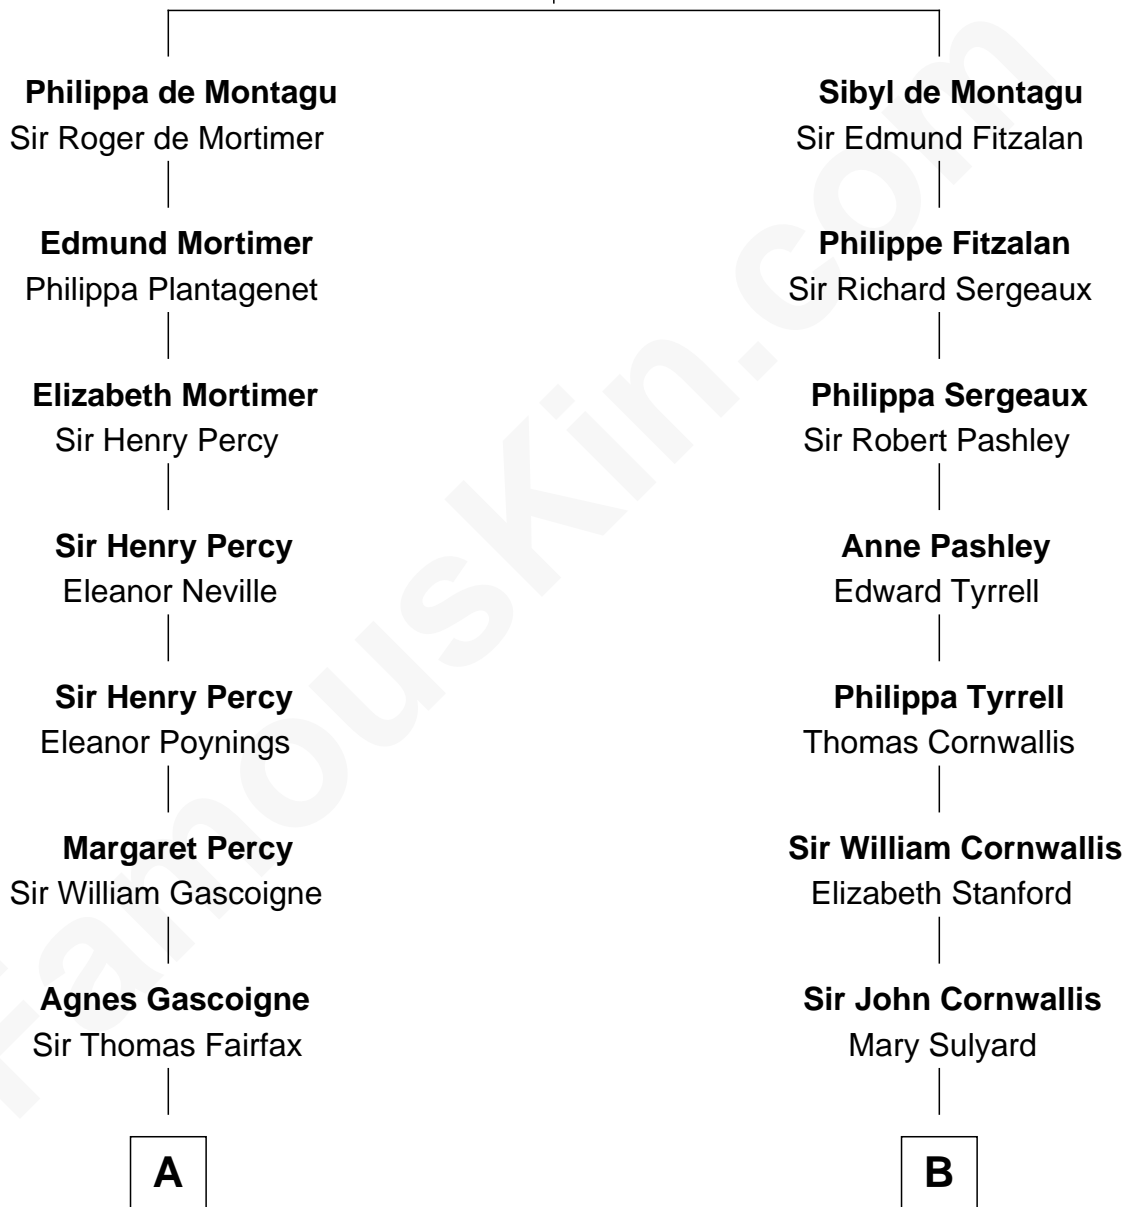 Philippa de Montagu
Sir Roger de Mortimer
Edmund Mortimer
Philippa Plantagenet
Elizabeth Mortimer
Sir Henry Percy
Sir Henry Percy
Eleanor Neville
Sir Henry Percy
Eleanor Poynings
Margaret Percy
Sir William Gascoigne
Agnes Gascoigne
Sir Thomas Fairfax
A
Sibyl de Montagu
Sir Edmund Fitzalan
Philippe Fitzalan
Sir Richard Sergeaux
Philippa Sergeaux
Sir Robert Pashley
Anne Pashley
Edward Tyrrell
Philippa Tyrrell
Thomas Cornwallis
Sir William Cornwallis
Elizabeth Stanford
Sir John Cornwallis
Mary Sulyard
B
FamousKin.com